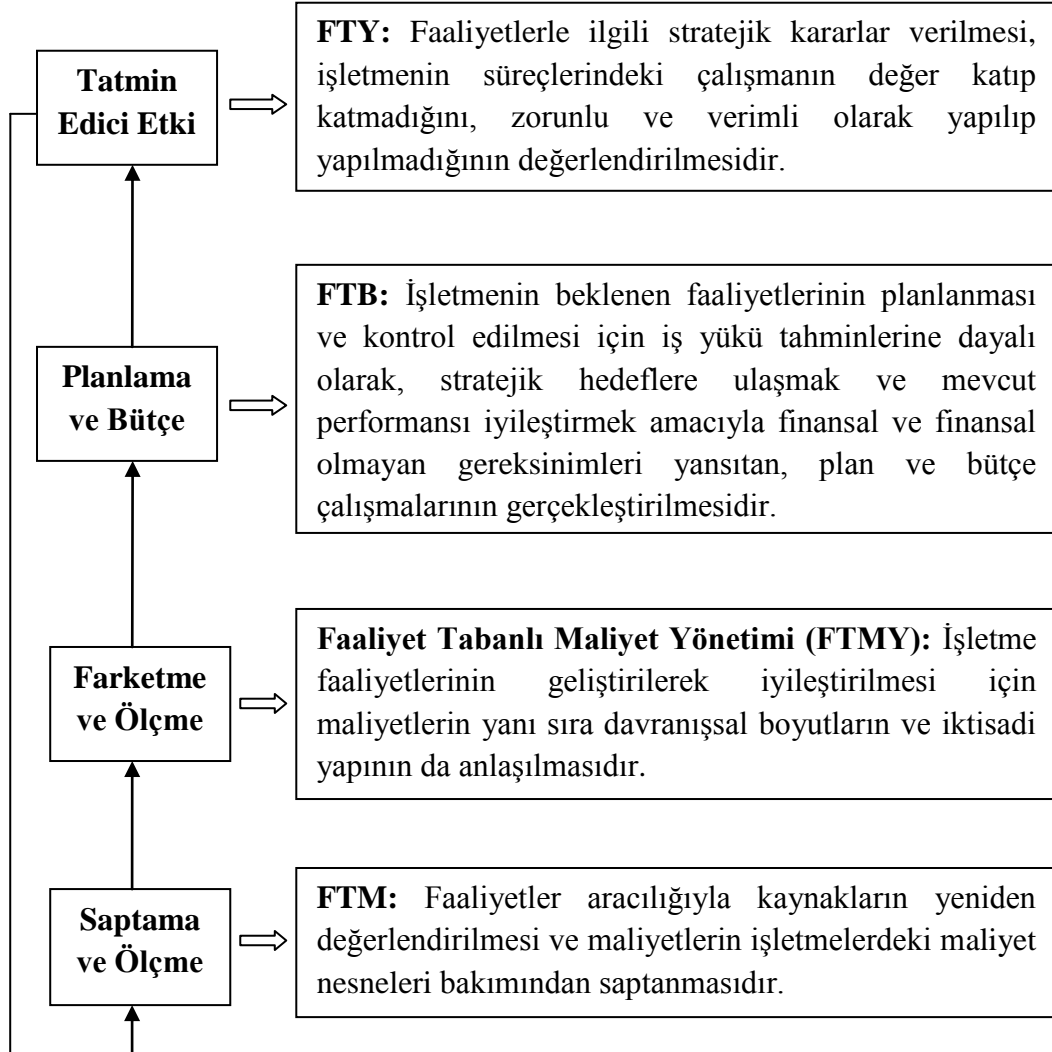 Tatmin
Edici Etki
FTY: Faaliyetlerle ilgili stratejik kararlar verilmesi,
işletmenin süreçlerindeki çalışmanın değer katıp
katmadığını, zorunlu ve verimli olarak yapılıp
yapılmadığının değerlendirilmesidir.
Planlama
ve Bütçe
FTB: İşletmenin beklenen faaliyetlerinin planlanması
ve kontrol edilmesi için iş yükü tahminlerine dayalı
olarak, stratejik hedeflere ulaşmak ve mevcut
performansı iyileştirmek amacıyla finansal ve finansal
olmayan gereksinimleri yansıtan, plan ve bütçe
çalışmalarının gerçekleştirilmesidir.
Farketme
ve Ölçme
Faaliyet Tabanlı Maliyet Yönetimi (FTMY): İşletme
faaliyetlerinin geliştirilerek iyileştirilmesi için
maliyetlerin yanı sıra davranışsal boyutların ve iktisadi
yapının da anlaşılmasıdır.
Saptama
ve Ölçme
FTM: Faaliyetler aracılığıyla kaynakların yeniden
değerlendirilmesi ve maliyetlerin işletmelerdeki maliyet
nesneleri bakımından saptanmasıdır.